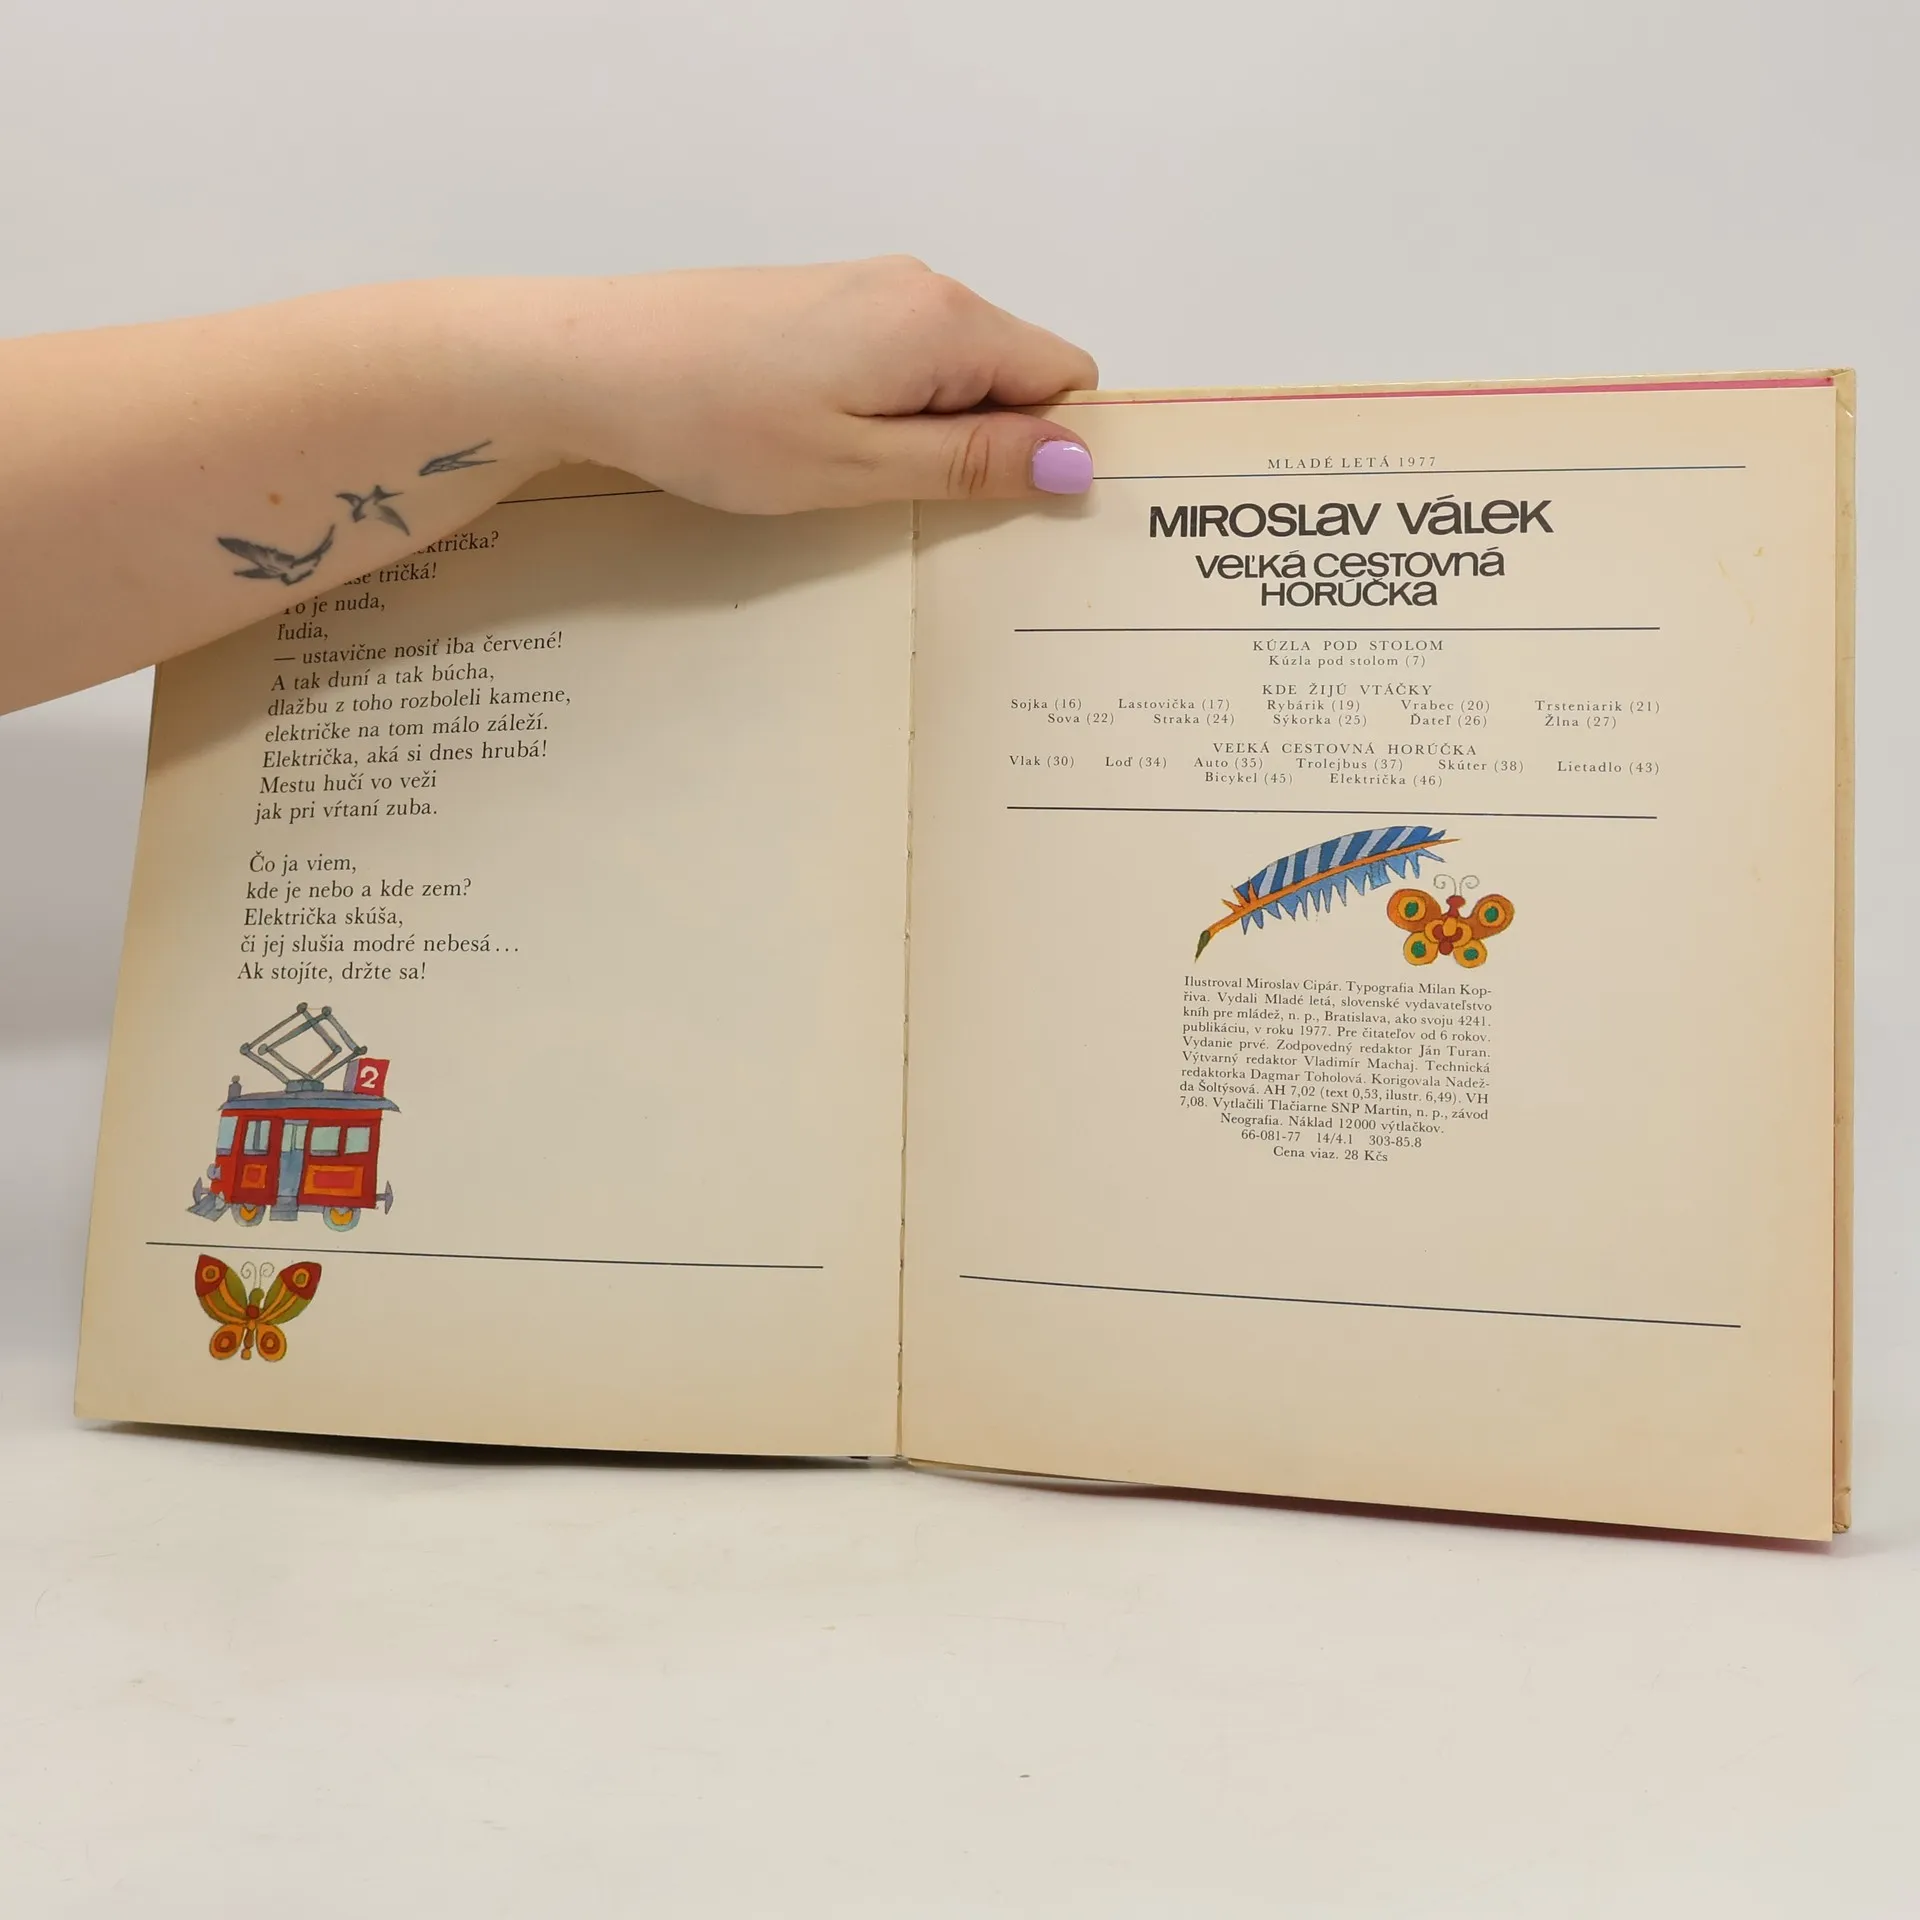 tričká!
je nuda,
ľudia,
— ustavične nosiť iba červené!
A tak duní a tak búcha,
dlažbu z toho rozboleli kamene,
električke na tom málo záleží.
Električka, aká si dnes hrubá!
Mestu hučí vo veži
jak pri vŕtaní zuba.
Čo ja viem,
kde je nebo a kde zem?
Električka skúša,
či jej slušia modré nebesá...
Ak stojíte, držte sa!
2
MLADÉ LETÁ 1977
MIROSLAV VÁLEK
VEĽKÁ CESTOVNÁ
HORÚČKA
KÚZLA POD STOLOM
Kúzla pod stolom (7)
KDE ŽIJÚ VTÁČKY
Sojka (16) Lastovička (17) Rybárik (19) Vrabec (20) Trsteniarik (21)
Sova (22) Straka (24) Sýkorka (25) Ďateľ (26) Žlna (27)
VEĽKÁ CESTOVNÁ HORÚČKA
Vlak (30) Loď (34) Auto (35) Trolejbus (37) Skúter (38) Lietadlo (43)
Bicykel (45) Električka (46)
Ilustroval Miroslav Cipár. Typografia Milan Kop-
řiva. Vydali Mladé letá, slovenské vydavateľstvo
kníh pre mládež, n. p., Bratislava, ako svoju 4241.
publikáciu, v roku 1977. Pre čitateľov od 6 rokov.
Vydanie prvé. Zodpovedný redaktor Ján Turan.
Výtvarný redaktor Vladimír Machaj. Technická
redaktorka Dagmar Toholová. Korigovala Nadež-
da Šoltýsová. AH 7,02 (text 0,53, ilustr. 6,49). VH
7,08. Vytlačili Tlačiarne SNP Martin, n. p., závod
Neografia. Náklad 12000 výtlačkov.
66-081-77 14/4.1 303-85.8
Cena viaz. 28 Kčs